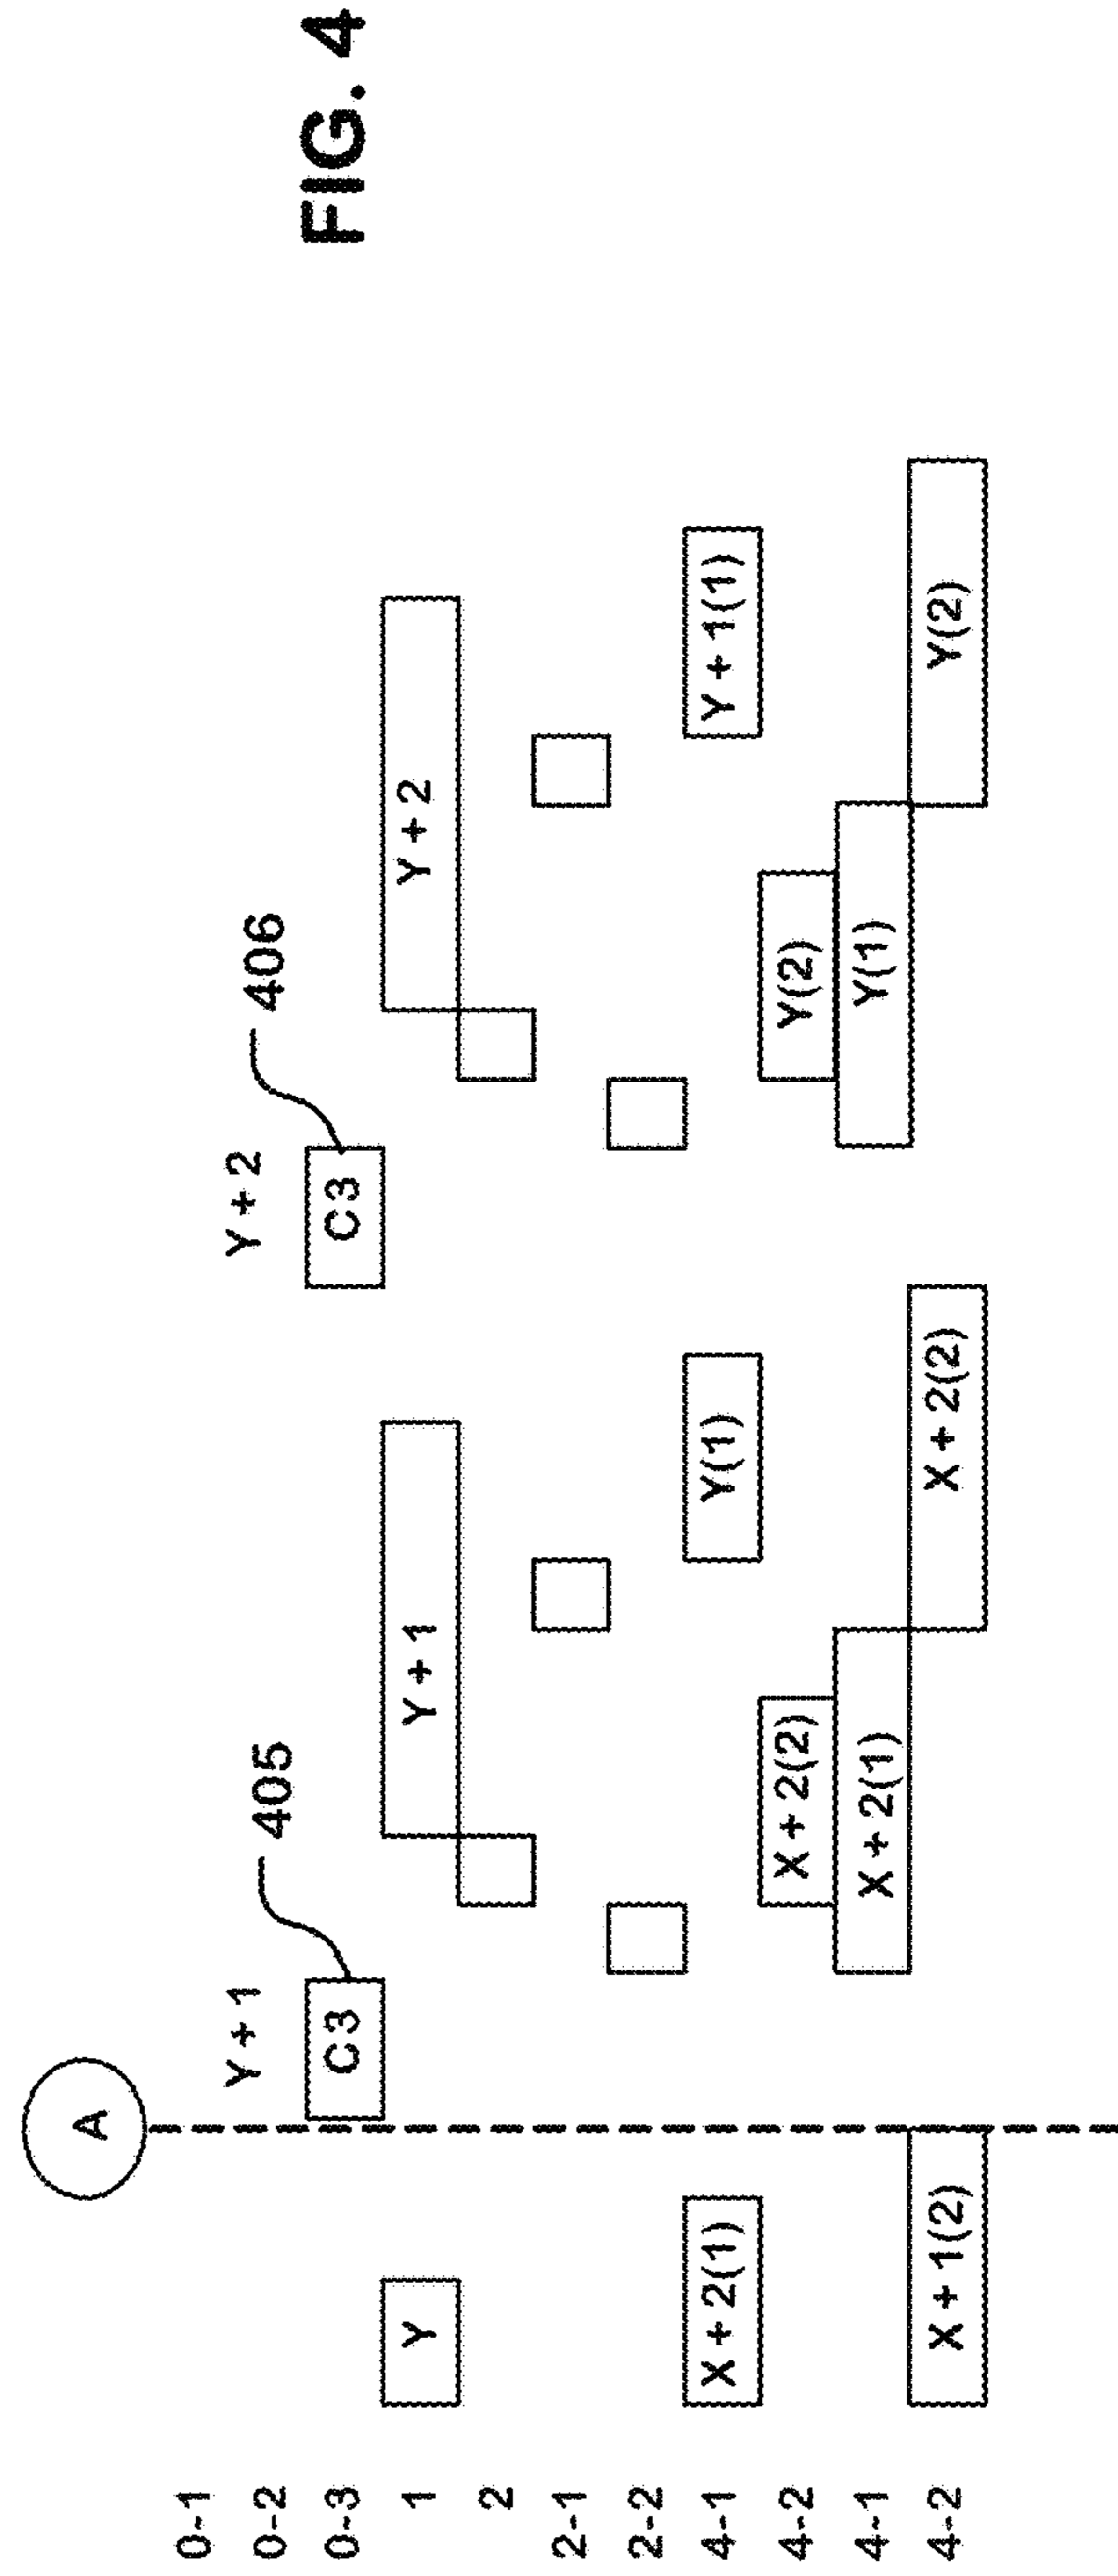 FIG. 4
A
0-1
0-2
Y + 1
Y + 2
405
406
0-3
C3
C3
1
Y
Y + 1
Y + 2
2
2-1
2-2
4-1
X + 2(1)
Y(1)
Y + 1(1)
4-2
X + 2(2)
Y(2)
4-1
X + 2(1)
Y(1)
4-2
X + 1(2)
X + 2(2)
Y(2)